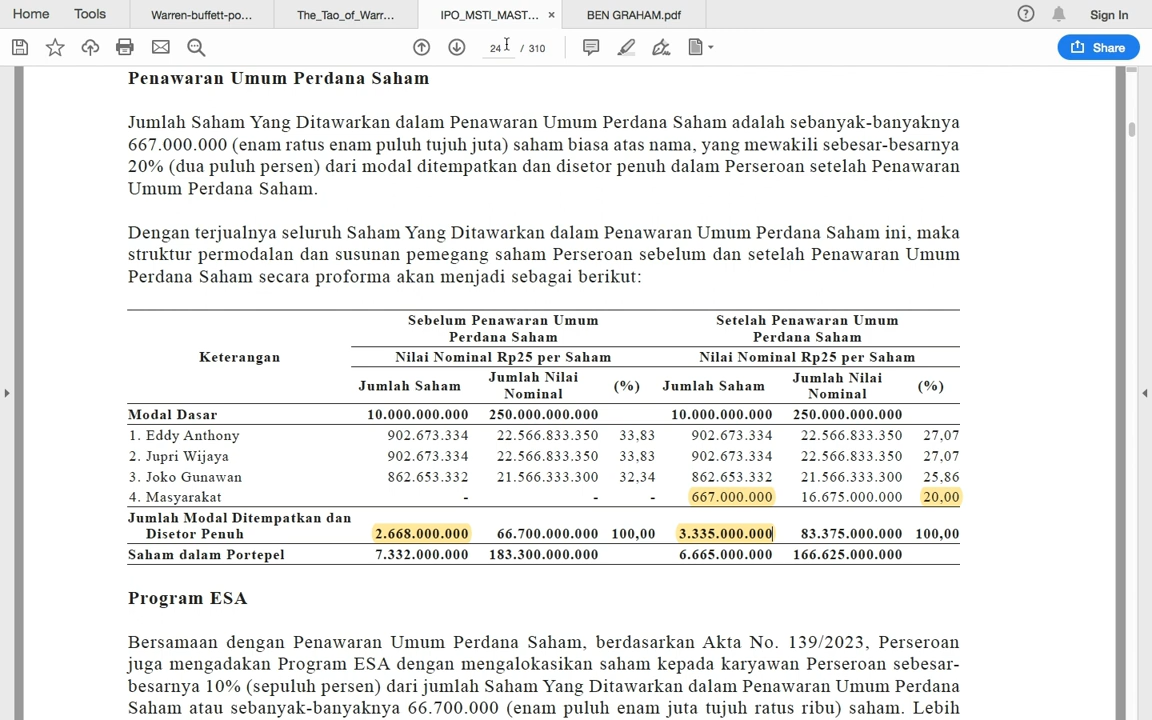 Home Tools Warren-buffett-po... The_Tao_of_Warr... IPO_MSTI_MAST... × BEN GRAHAM.pdf ? Sign In
24 / 310 Share
Penawaran Umum Perdana Saham
Jumlah Saham Yang Ditawarkan dalam Penawaran Umum Perdana Saham adalah sebanyak-banyaknya
667.000.000 (enam ratus enam puluh tujuh juta) saham biasa atas nama, yang mewakili sebesar-besarnya
20% (dua puluh persen) dari modal ditempatkan dan disetor penuh dalam Perseroan setelah Penawaran
Umum Perdana Saham.
Dengan terjualnya seluruh Saham Yang Ditawarkan dalam Penawaran Umum Perdana Saham ini, maka
struktur permodalan dan susunan pemegang saham Perseroan sebelum dan setelah Penawaran Umum
Perdana Saham secara proforma akan menjadi sebagai berikut:
Sebelum Penawaran Umum Setelah Penawaran Umum
Perdana Saham Perdana Saham
Keterangan Nilai Nominal Rp25 per Saham Nilai Nominal Rp25 per Saham
Jumlah Saham Jumlah Nilai Nominal (%) Jumlah Saham Jumlah Nilai Nominal (%)
Modal Dasar 10.000.000.000 250.000.000.000 10.000.000.000 250.000.000.000
1. Eddy Anthony 902.673.334 22.566.833.350 33,83 902.673.334 22.566.833.350 27,07
2. Jupri Wijaya 902.673.334 22.566.833.350 33,83 902.673.334 22.566.833.350 27,07
3. Joko Gunawan 862.653.332 21.566.333.300 32,34 862.653.332 21.566.333.300 25,86
4. Masyarakat - - - 667.000.000 16.675.000.000 20,00
Jumlah Modal Ditempatkan dan
Disetor Penuh 2.668.000.000 66.700.000.000 100,00 3.335.000.000 83.375.000.000 100,00
Saham dalam Portepel 7.332.000.000 183.300.000.000 6.665.000.000 166.625.000.000
Program ESA
Bersamaan dengan Penawaran Umum Perdana Saham, berdasarkan Akta No. 139/2023, Perseroan
juga mengadakan Program ESA dengan mengalokasikan saham kepada karyawan Perseroan sebesar-
besarnya 10% (sepuluh persen) dari jumlah Saham Yang Ditawarkan dalam Penawaran Umum Perdana
Saham atau sebanyak-banyaknya 66.700.000 (enam puluh enam juta tujuh ratus ribu) saham. Lebih